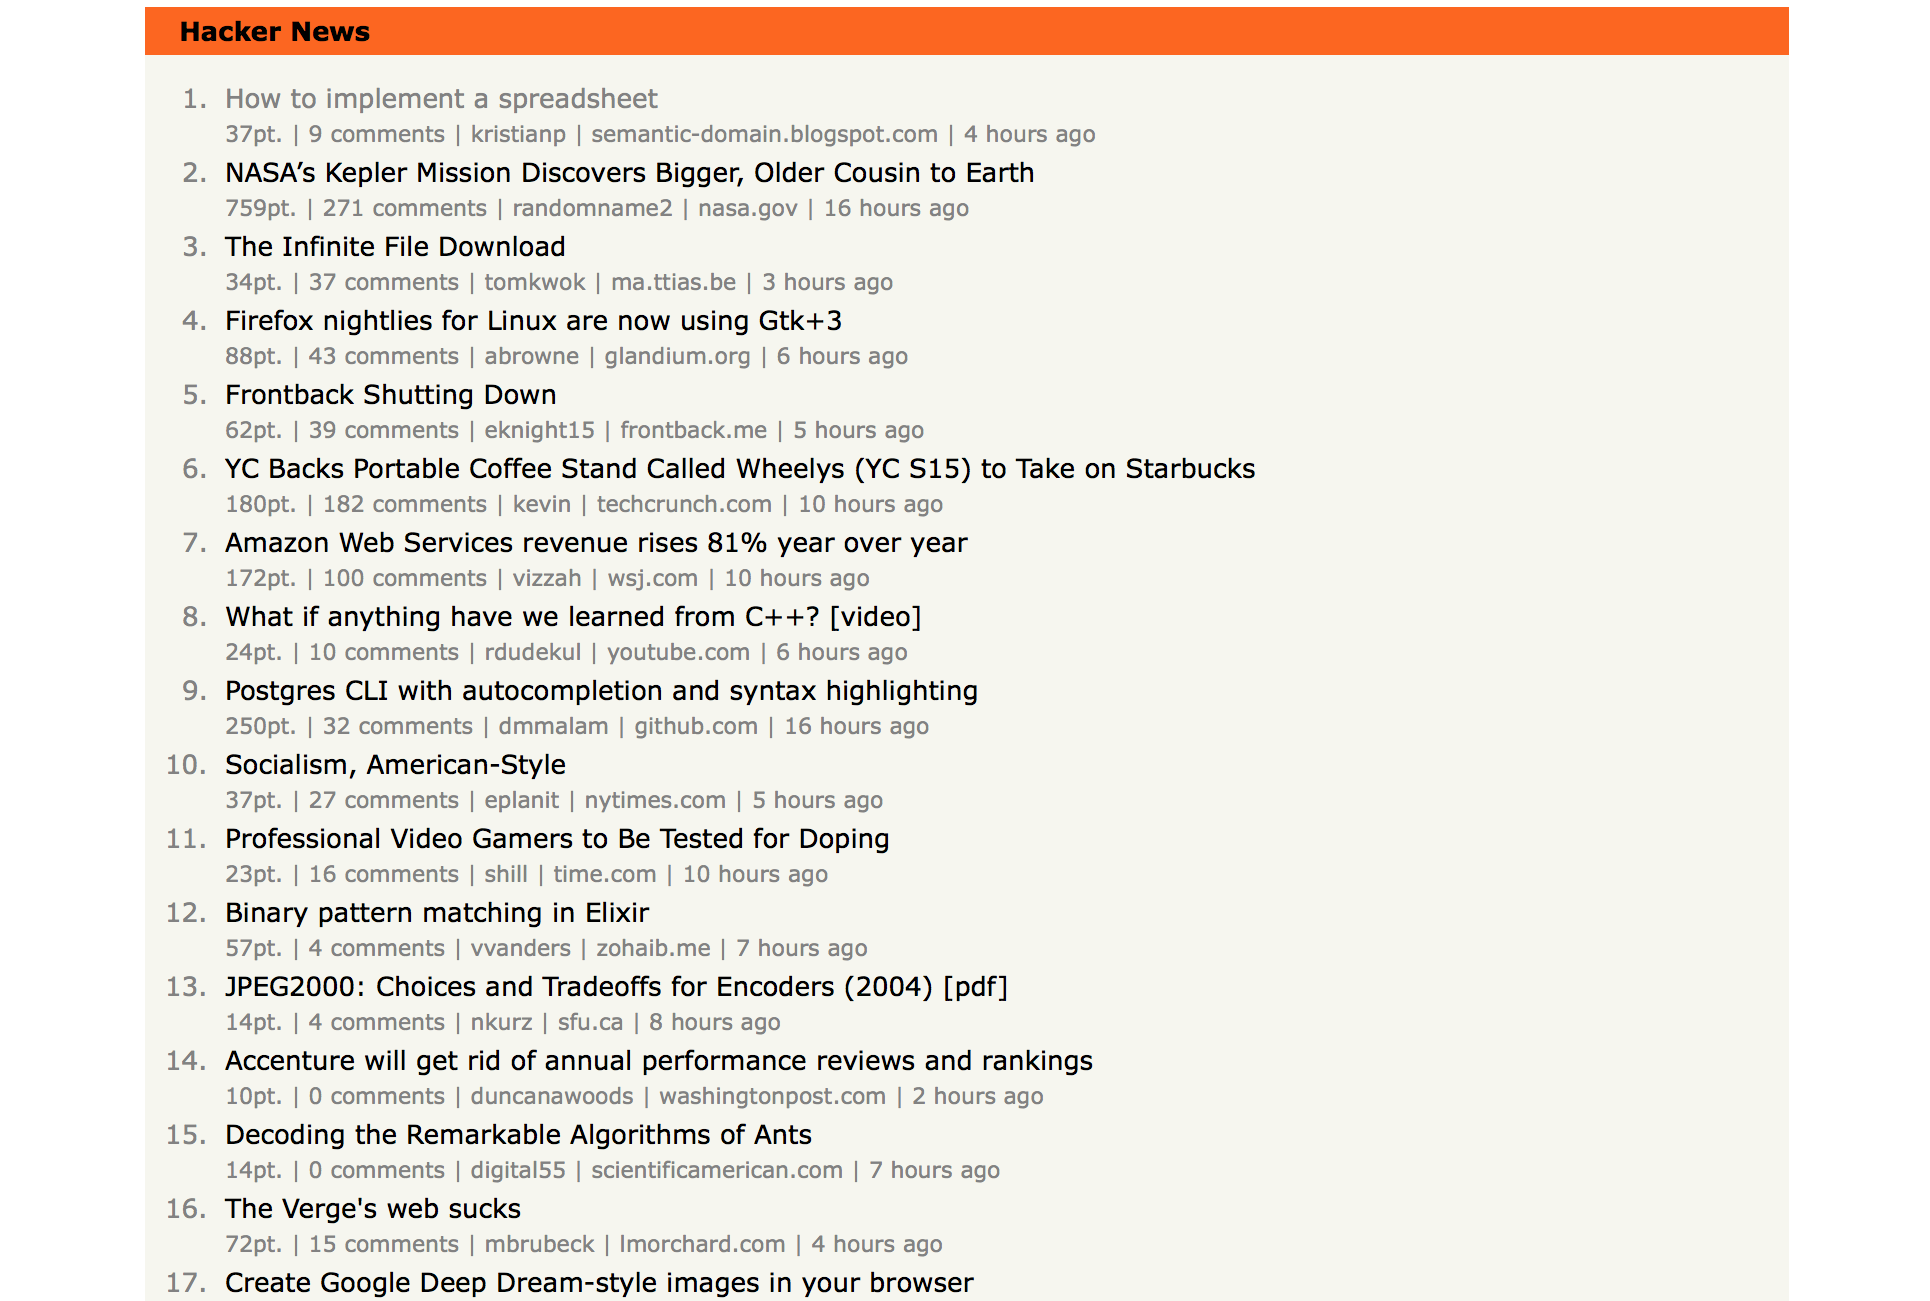 Hacker News
1. How to implement a spreadsheet
37pt. | 9 comments | kristianp | semantic-domain.blogspot.com | 4 hours ago
2. NASA’s Kepler Mission Discovers Bigger, Older Cousin to Earth
759pt. | 271 comments | randomname2 | nasa.gov | 16 hours ago
3. The Infinite File Download
34pt. | 37 comments | tomkwok | ma.ttias.be | 3 hours ago
4. Firefox nightlies for Linux are now using Gtk+3
88pt. | 43 comments | abrowne | glandium.org | 6 hours ago
5. Frontback Shutting Down
62pt. | 39 comments | eknight15 | frontback.me | 5 hours ago
6. YC Backs Portable Coffee Stand Called Wheelys (YC S15) to Take on Starbucks
180pt. | 182 comments | kevin | techcrunch.com | 10 hours ago
7. Amazon Web Services revenue rises 81% year over year
172pt. | 100 comments | vizzah | wsj.com | 10 hours ago
8. What if anything have we learned from C++? [video]
24pt. | 10 comments | rdudekul | youtube.com | 6 hours ago
9. Postgres CLI with autocompletion and syntax highlighting
250pt. | 32 comments | dmmalam | github.com | 16 hours ago
10. Socialism, American-Style
37pt. | 27 comments | eplanit | nytimes.com | 5 hours ago
11. Professional Video Gamers to Be Tested for Doping
23pt. | 16 comments | shill | time.com | 10 hours ago
12. Binary pattern matching in Elixir
57pt. | 4 comments | vvanders | zohaib.me | 7 hours ago
13. JPEG2000: Choices and Tradeoffs for Encoders (2004) [pdf]
14pt. | 4 comments | nkurz | sfu.ca | 8 hours ago
14. Accenture will get rid of annual performance reviews and rankings
10pt. | 0 comments | duncanawoods | washingtonpost.com | 2 hours ago
15. Decoding the Remarkable Algorithms of Ants
14pt. | 0 comments | digital55 | scientificamerican.com | 7 hours ago
16. The Verge's web sucks
72pt. | 15 comments | mbrubeck | lmorchard.com | 4 hours ago
17. Create Google Deep Dream-style images in your browser